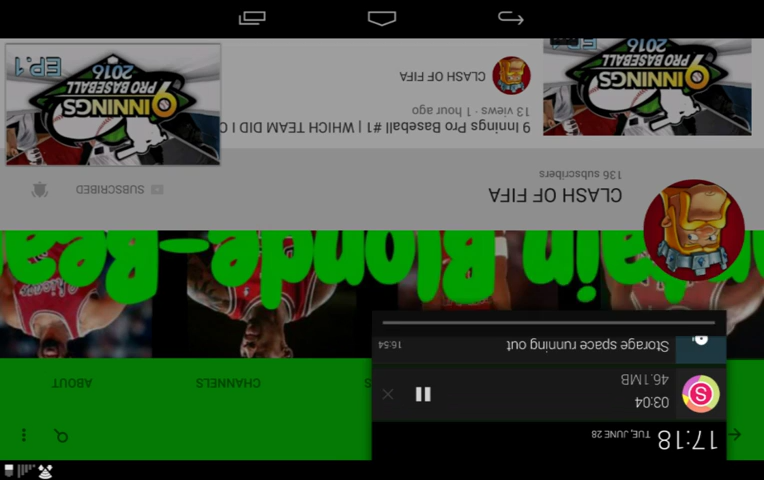 17:18 TUE, JUNE 28
03:04
46.1MB
Storage running out
16:54
CHANNELS
ABOUT
CLASH OF FIFA
136 subscribers
SUBSCRIBED
9 Innings Pro Baseball #1 | WHICH TEAM DID I
13 views · 1 hour ago
CLASH OF FIFA
9 INNINGS
2016
PRO BASEBALL
EP.1
9 INNINGS
2016
PRO BASEBALL
Blonde-Bea
Chicago
S